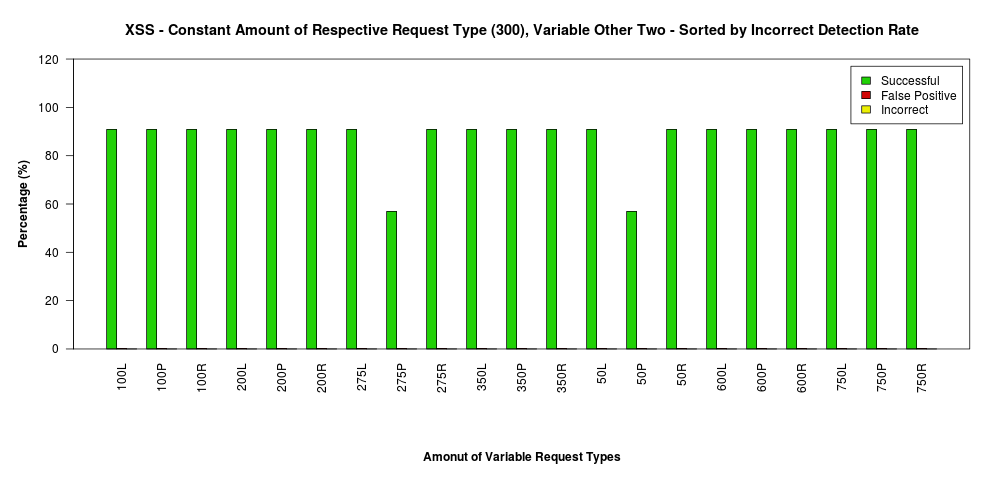 XSS - Constant Amount of Respective Request Type (300), Variable Other Two - Sorted by Incorrect Detection Rate
Successful
False Positive
Incorrect
Percentage (%)
120
100
80
60
40
20
0
100L
100P
100R
200L
200P
200R
275L
275P
275R
350L
350P
350R
50L
50P
50R
600L
600P
600R
750L
750P
750R
Amonut of Variable Request Types